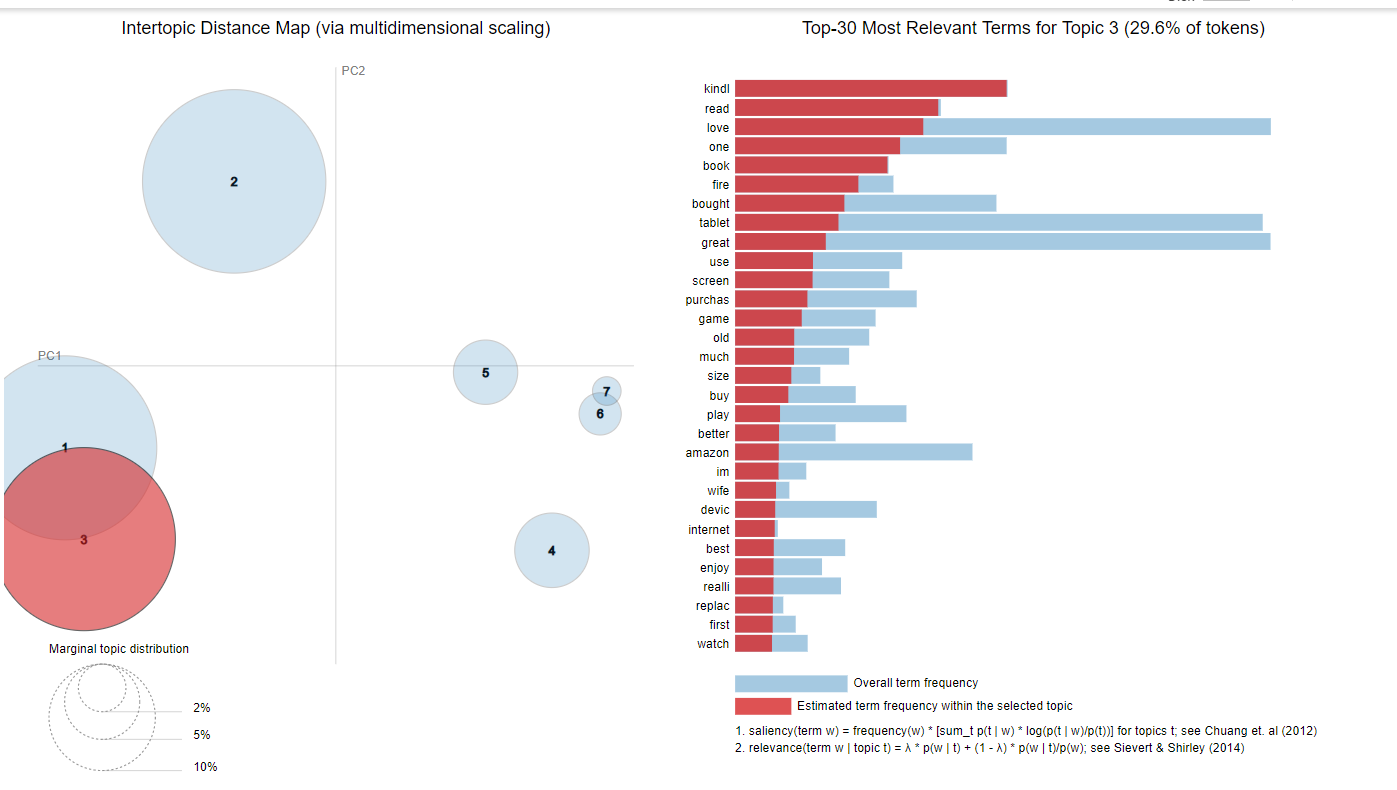 Intertopic Distance Map (via multidimensional scaling)
PC2
2
PC1
1
3
5
7
6
4
Marginal topic distribution
2%
5%
10%
Top-30 Most Relevant Terms for Topic 3 (29.6% of tokens)
kindl
read
love
one
book
fire
bought
tablet
great
use
screen
purchas
game
old
much
size
buy
play
better
amazon
im
wife
devic
internet
best
enjoy
realli
replac
first
watch
Overall term frequency
Estimated term frequency within the selected topic
1. saliency(term w) = frequency(w) * [sum_t p(t | w) * log(p(t | w)/p(t))] for topics t; see Chuang et. al (2012)
2. relevance(term w | topic t) = λ * p(w | t) + (1 - λ) * p(w | t)/p(w); see Sievert & Shirley (2014)